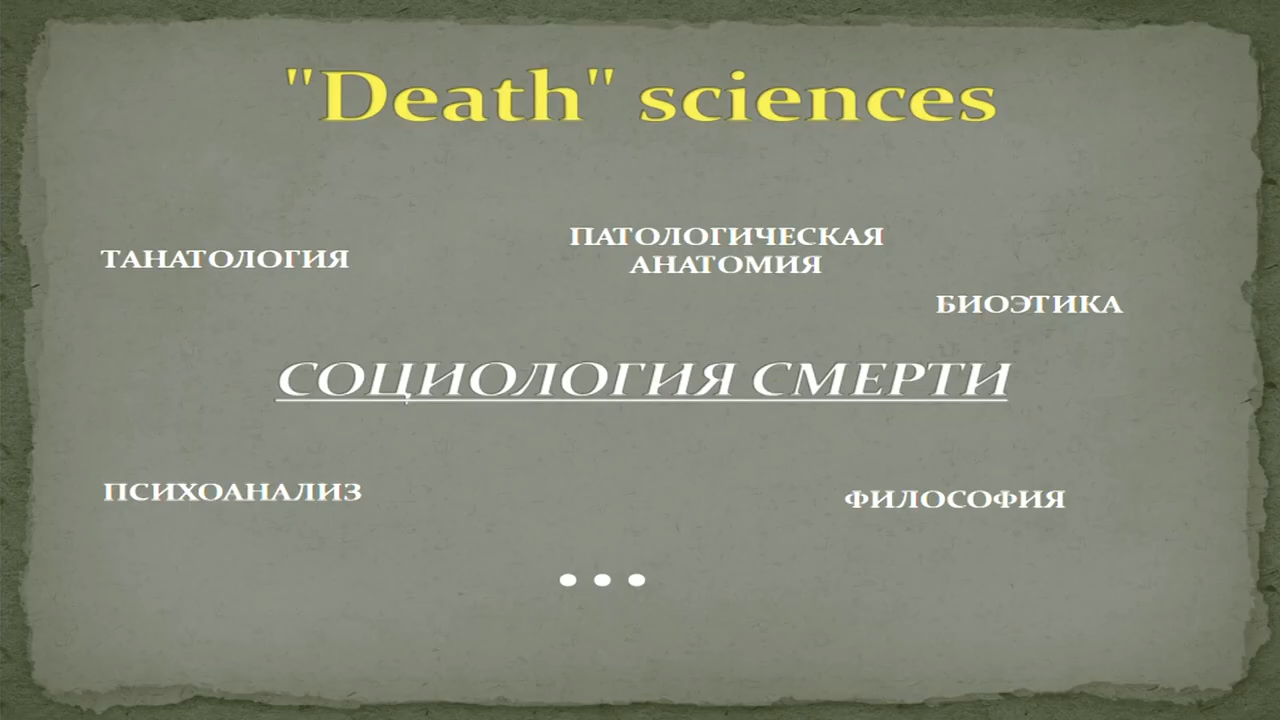 "Death" sciences
ПАТОЛОГИЧЕСКАЯ
АНАТОМИЯ
ТАНАТОЛОГИЯ
БИОЭТИКА
СОЦИОЛОГИЯ СМЕРТИ
ПСИХОАНАЛИЗ
ФИЛОСОФИЯ
...